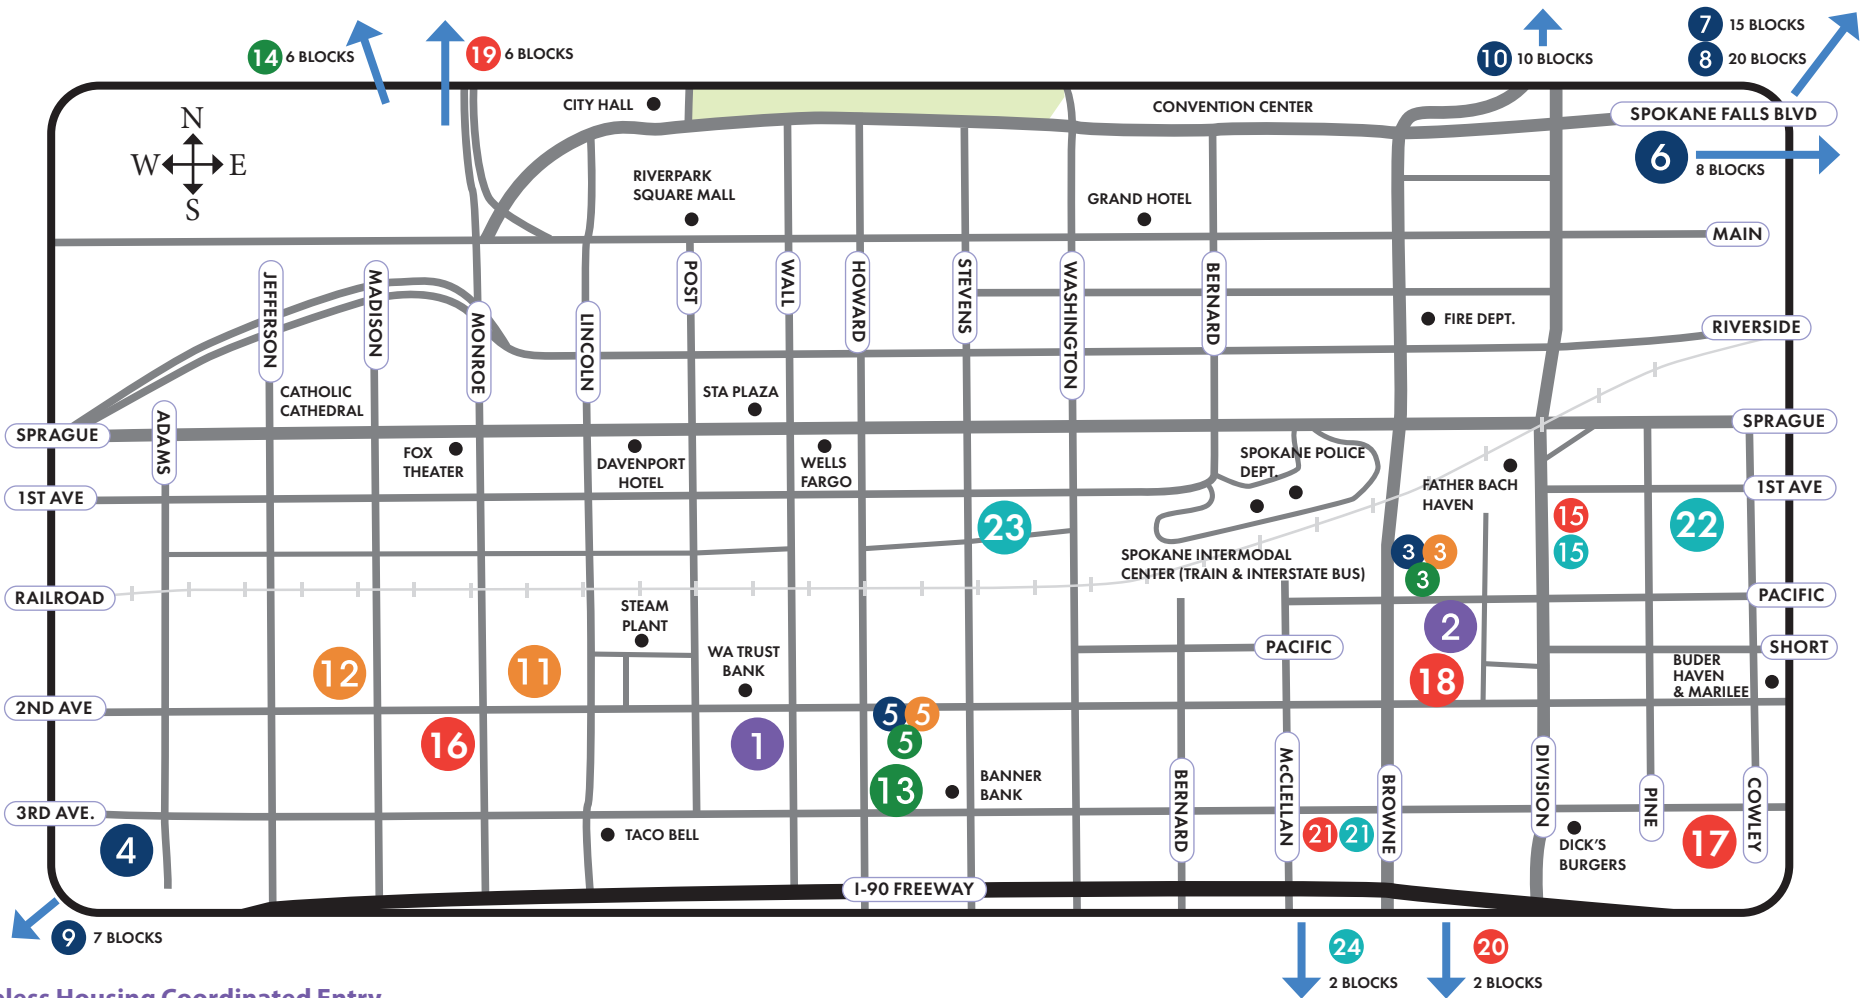 14 6 BLOCKS
19 6 BLOCKS
10 10 BLOCKS
7 15 BLOCKS
8 20 BLOCKS
CITY HALL
CONVENTION CENTER
SPOKANE FALLS BLVD
N
W E
S
6
8 BLOCKS
RIVERPARK
SQUARE MALL
GRAND HOTEL
MAIN
JEFFERSON
MADISON
MONROE
LINCOLN
POST
WALL
HOWARD
STEVENS
WASHINGTON
BERNARD
FIRE DEPT.
RIVERSIDE
CATHOLIC
CATHEDRAL
STA PLAZA
ADAMS
SPRAGUE
SPRAGUE
FOX
THEATER
DAVENPORT
HOTEL
WELLS
FARGO
SPOKANE POLICE
DEPT.
FATHER BACH
HAVEN
1ST AVE
1ST AVE
23
15
15
22
3 3
3
SPOKANE INTERMODAL
CENTER (TRAIN & INTERSTATE BUS)
RAILROAD
PACIFIC
STEAM
PLANT
2
WA TRUST
BANK
PACIFIC
SHORT
12
11
18
BUDER
HAVEN
& MARILEE
2ND AVE
5 5
5
16
1
13
BANNER
BANK
BERNARD
McCLELLAN
BROWNE
DIVISION
PINE
COWLEY
3RD AVE.
TACO BELL
21 21
DICK'S
BURGERS
17
4
I-90 FREEWAY
9 7 BLOCKS
24
2 BLOCKS
20
2 BLOCKS
Housing Coordinated Entry